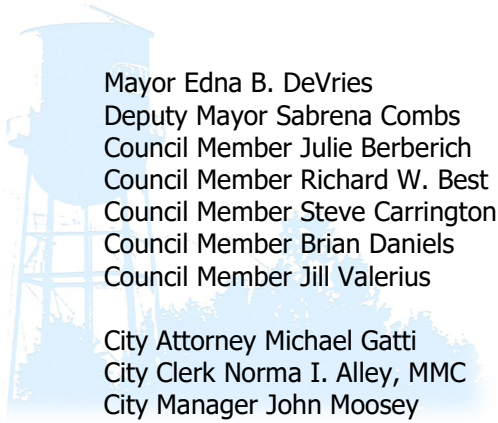 Mayor Edna B. DeVries
Deputy Mayor Sabrena Combs
Council Member Julie Berberich
Council Member Richard W. Best
Council Member Steve Carrington
Council Member Brian Daniels
Council Member Jill Valerius
City Attorney Michael Gatti
City Clerk Norma I. Alley, MMC
City Manager John Moosey